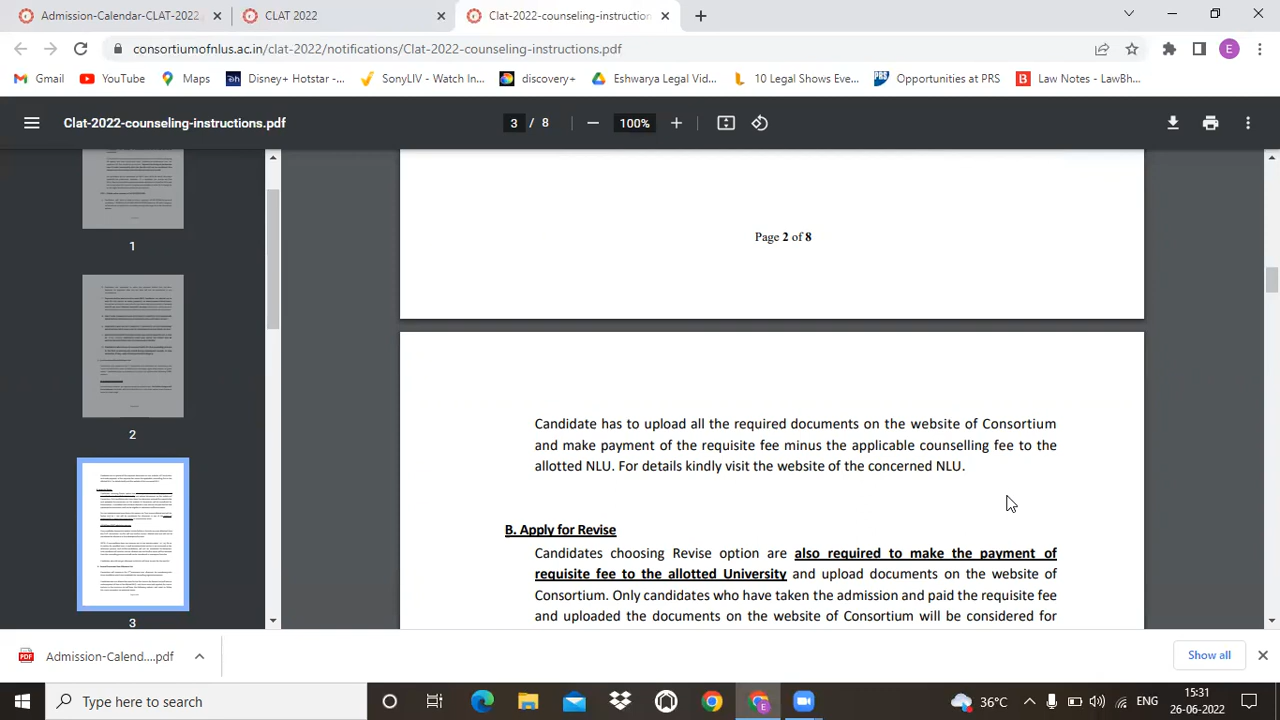 Admission-Calendar-CLAT-2022
CLAT 2022
Clat-2022-counseling-instruction
consortiumofnlus.ac.in/clat-2022/notifications/Clat-2022-counseling-instructions.pdf
E
Gmail
YouTube
Maps
Disney+ Hotstar -...
SonyLIV - Watch In...
discovery+
Eshwarya Legal Vid...
10 Legal Shows Eve...
PRS
Opportunities at PRS
B
Law Notes - LawBh...
Clat-2022-counseling-instructions.pdf
3 / 8
100%
1
2
3
Page 2 of 8
Candidate has to upload all the required documents on the website of Consortium
and make payment of the requisite fee minus the applicable counselling fee to the
allotted NLU. For details kindly visit the website of the concerned NLU.
B. Apply for Revise
Candidates choosing Revise option are also required to make the payment of
requisite fee to the allotted University and upload documents on the website of
Consortium. Only candidates who have taken the admission and paid the requisite fee
and uploaded the documents on the website of Consortium will be considered for
PDF
Admission-Calend....pdf
Show all
Type here to search
E
36°C
ENG
15:31
26-06-2022